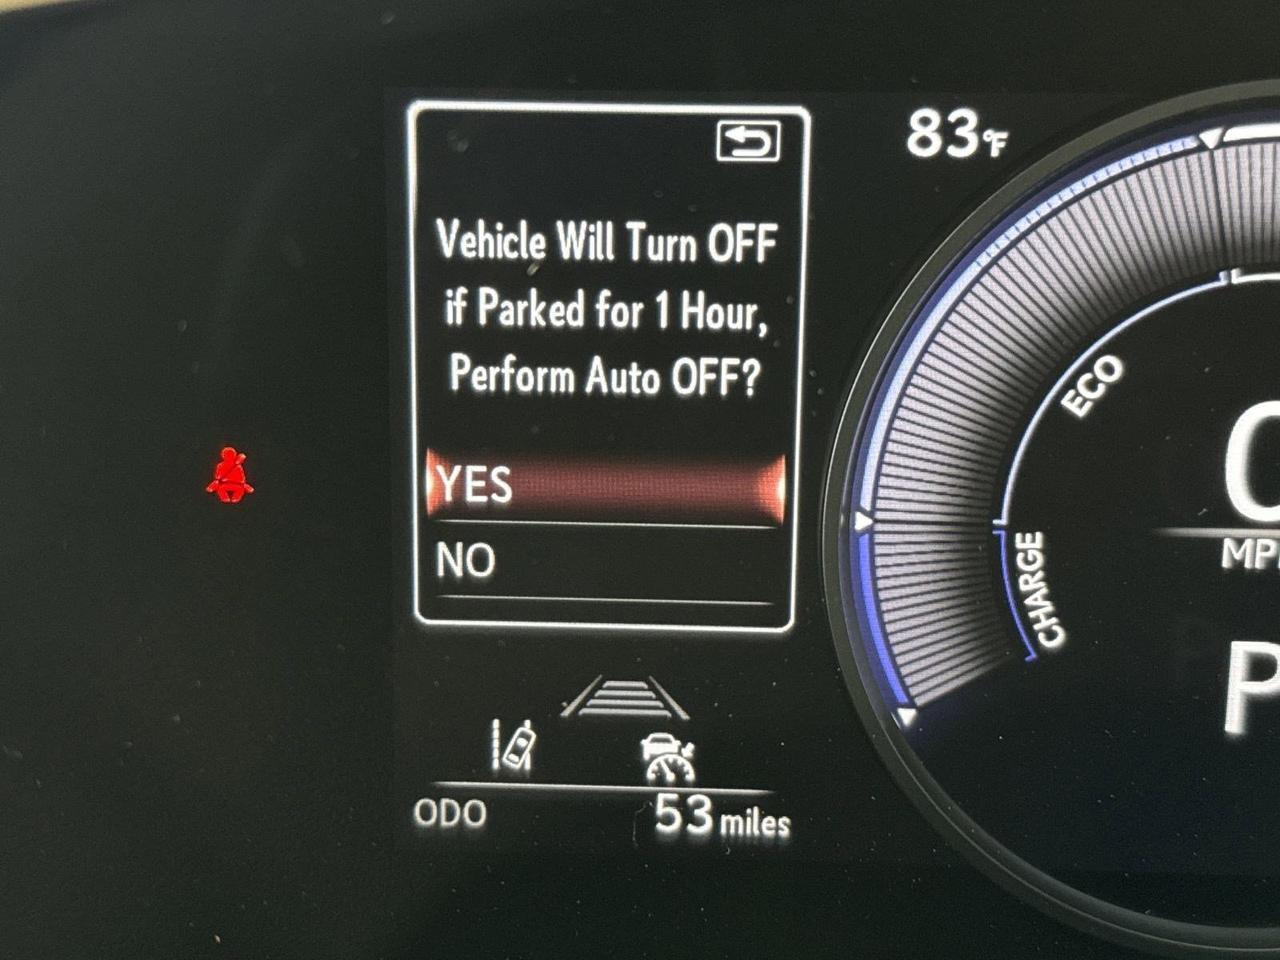 83°F
Vehicle Will Turn OFF
if Parked for 1 Hour,
Perform Auto OFF?
YES
NO
ECO
CHARGE
P
ODO 53 miles